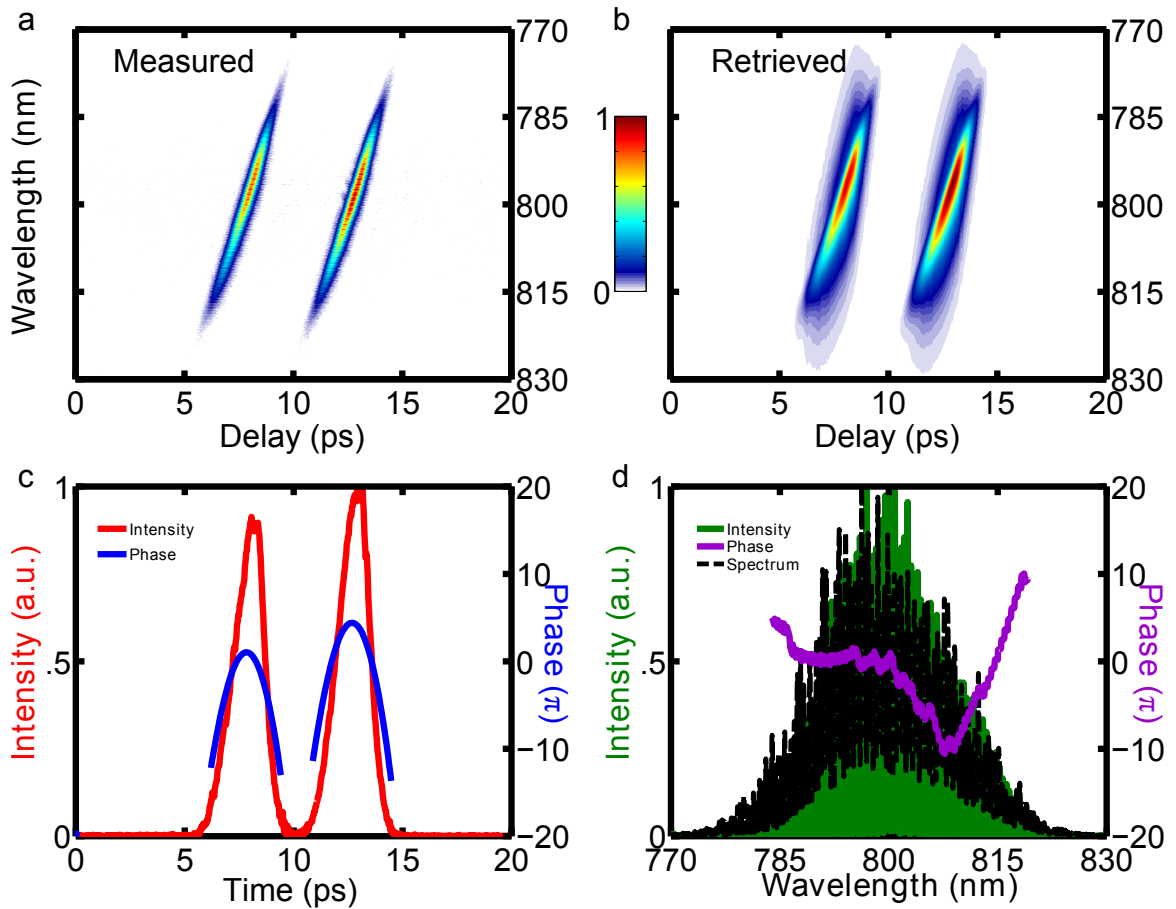 a
Measured
Wavelength (nm)
770
785
800
815
830
0
5
10
15
20
Delay (ps)
1
0
b
Retrieved
770
785
800
815
830
0
5
10
15
20
Delay (ps)
c
Intensity
Phase
Intensity (a.u.)
1
.5
0
20
10
0
−10
−20
Phase (π)
0
5
10
15
20
Time (ps)
d
Intensity
Phase
Spectrum
Intensity (a.u.)
1
.5
0
20
10
0
−10
−20
Phase (π)
770
785
800
815
830
Wavelength (nm)